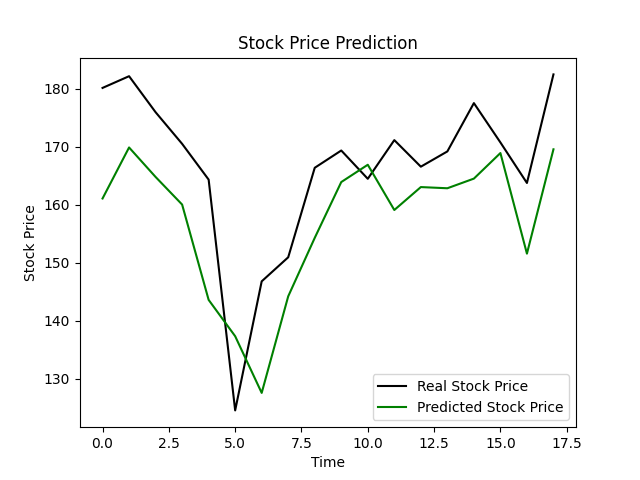 Stock Price Prediction
180
170
160
150
140
130
Stock Price
0.0 2.5 5.0 7.5 10.0 12.5 15.0 17.5
Time
Real Stock Price
Predicted Stock Price